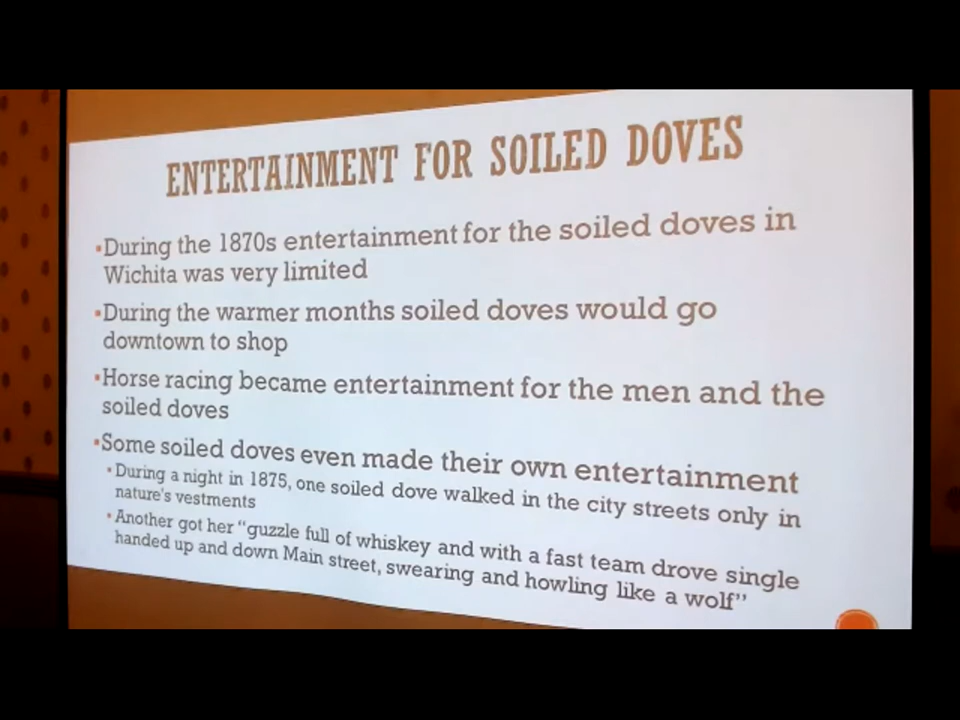 ENTERTAINMENT FOR SOILED DOVES
▪During the 1870s entertainment for the soiled doves in
Wichita was very limited
▪During the warmer months soiled doves would go
downtown to shop
▪Horse racing became entertainment for the men and the
soiled doves
▪Some soiled doves even made their own entertainment
▪During a night in 1875, one soiled dove walked in the city streets only in
nature's vestments
▪Another got her “guzzle full of whiskey and with a fast team drove single
handed up and down Main street, swearing and howling like a wolf”